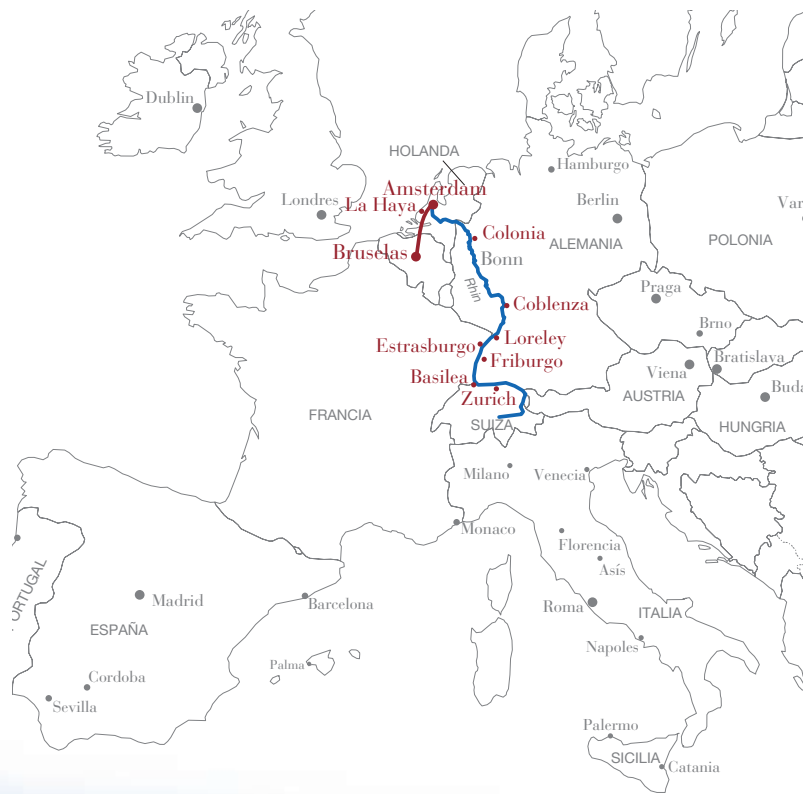 Dublin
HOLANDA
Hamburgo
Amsterdam
La Haya
Londres
Berlin
Var
Colonia
Bruselas
Bonn
ALEMANIA
POLONIA
Rhin
Praga
Coblenza
Brno
Loreley
Estrasburgo
Friburgo
Bratislava
Viena
Basilea
Zurich
AUSTRIA
Buda
FRANCIA
SUIZA
HUNGRIA
Milano
Venecia
Monaco
Florencia
Asís
PORTUGAL
Madrid
Barcelona
Roma
ITALIA
ESPAÑA
Napoles
Palma
Cordoba
Sevilla
Palermo
SICILIA
Catania